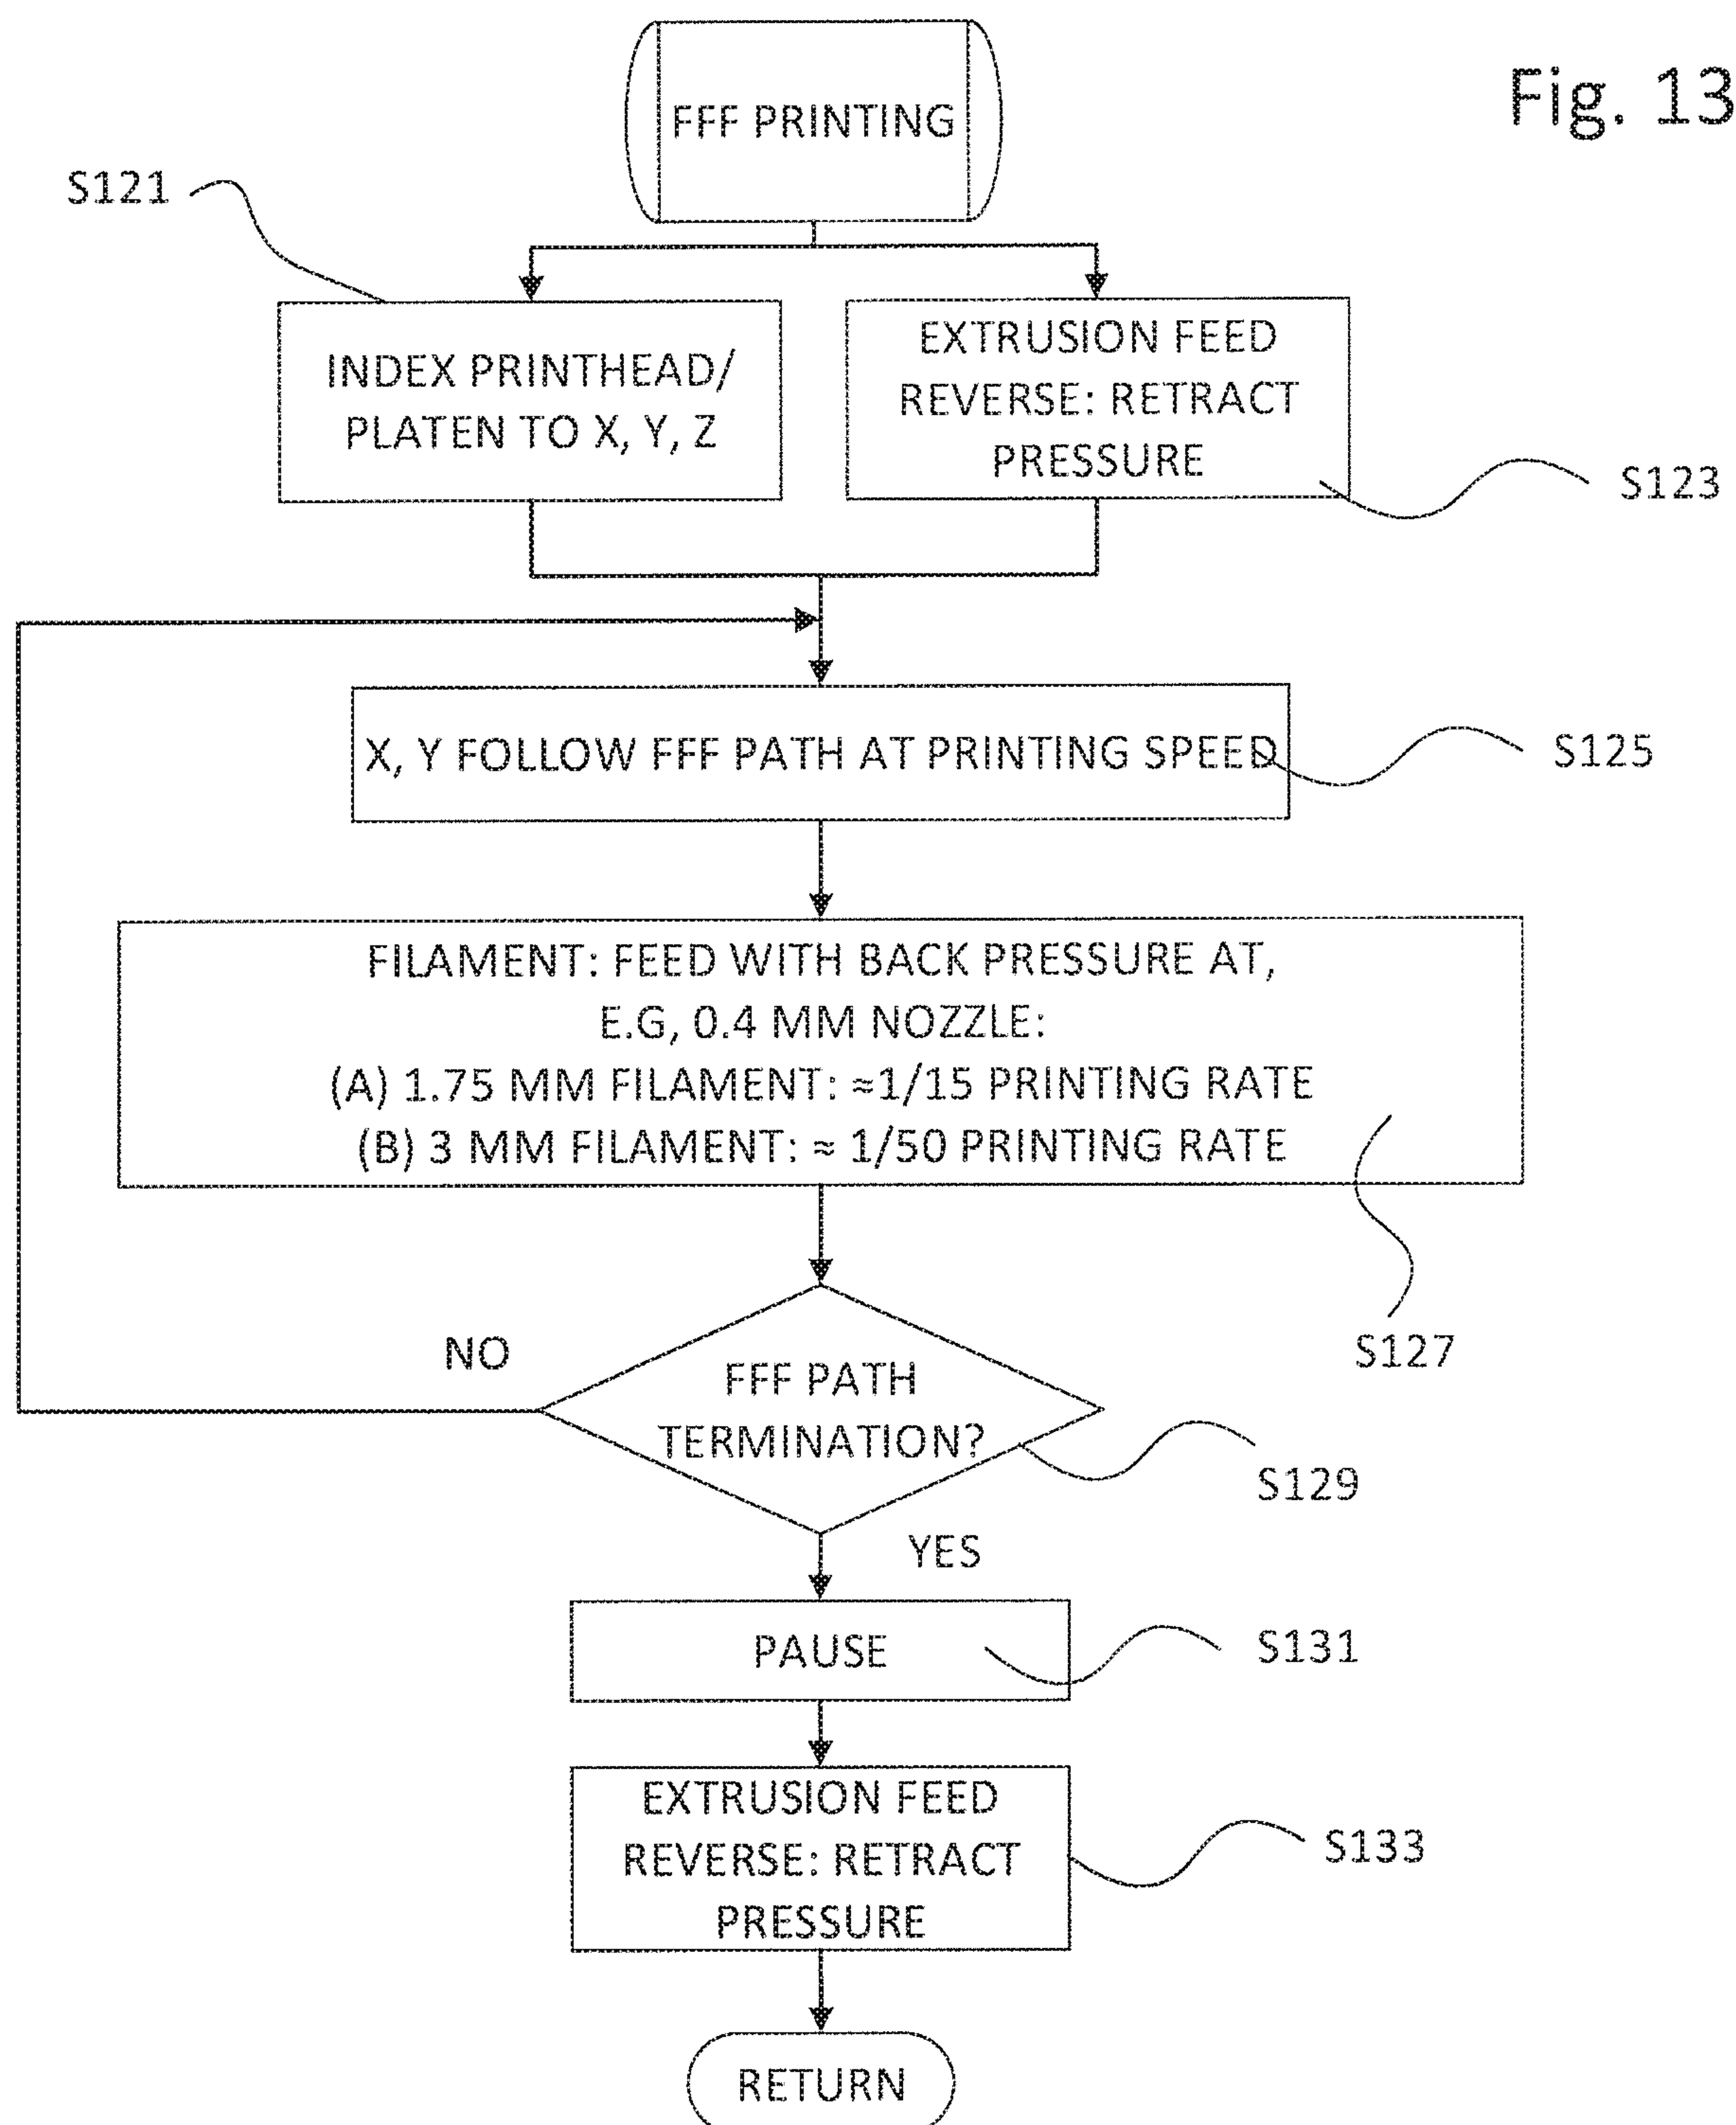 Fig. 13
FFF PRINTING
S121
INDEX PRINTHEAD/
PLATEN TO X, Y, Z
EXTRUSION FEED
REVERSE: RETRACT
PRESSURE
S123
X, Y FOLLOW FFF PATH AT PRINTING SPEED
S125
FILAMENT: FEED WITH BACK PRESSURE AT,
E.G, 0.4 MM NOZZLE:
(A) 1.75 MM FILAMENT: ≈1/15 PRINTING RATE
(B) 3 MM FILAMENT: ≈ 1/50 PRINTING RATE
S127
NO
FFF PATH
TERMINATION?
S129
YES
PAUSE
S131
EXTRUSION FEED
REVERSE: RETRACT
PRESSURE
S133
RETURN